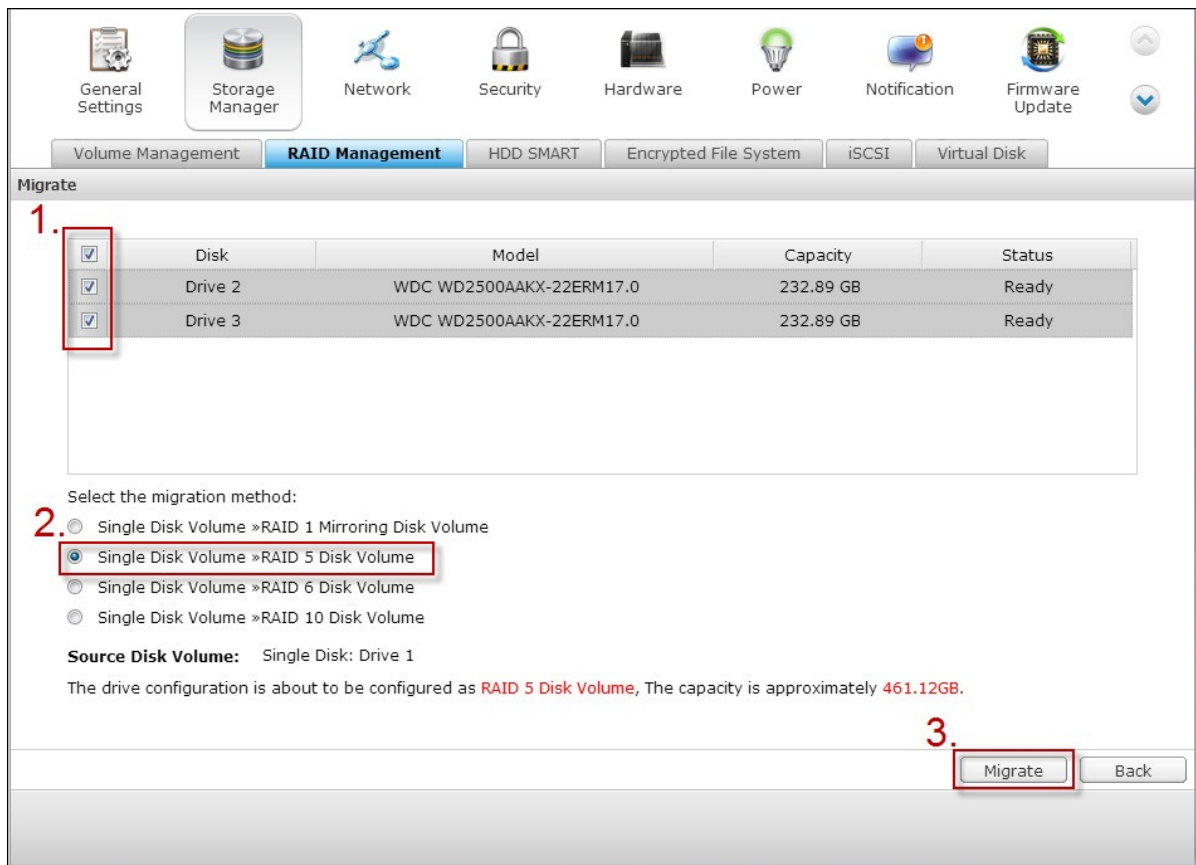 General Settings
Storage Manager
Network
Security
Hardware
Power
Notification
Firmware Update
Volume Management RAID Management HDD SMART Encrypted File System iSCSI Virtual Disk
Migrate
1.
Disk Model Capacity Status
Drive 2 WDC WD2500AAKX-22ERM17.0 232.89 GB Ready
Drive 3 WDC WD2500AAKX-22ERM17.0 232.89 GB Ready
Select the migration method:
2.
Single Disk Volume »RAID 1 Mirroring Disk Volume
Single Disk Volume »RAID 5 Disk Volume
Single Disk Volume »RAID 6 Disk Volume
Single Disk Volume »RAID 10 Disk Volume
Source Disk Volume: Single Disk: Drive 1
The drive configuration is about to be configured as RAID 5 Disk Volume, The capacity is approximately 461.12GB.
3.
Migrate Back